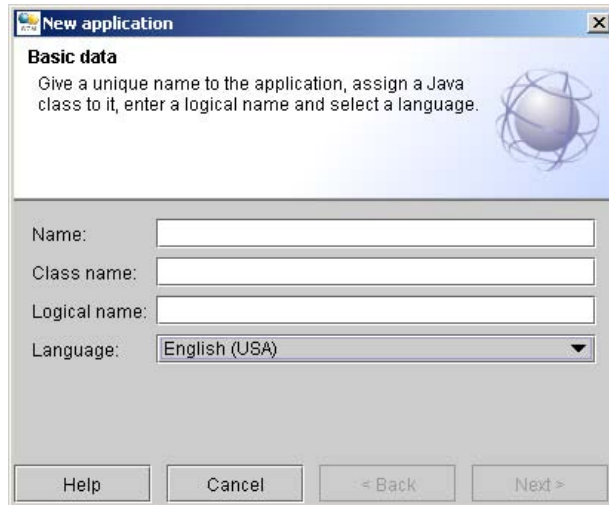 New application
Basic data
Give a unique name to the application, assign a Java
class to it, enter a logical name and select a language.
Name:
Class name:
Logical name:
Language: English (USA)
Help Cancel < Back Next >